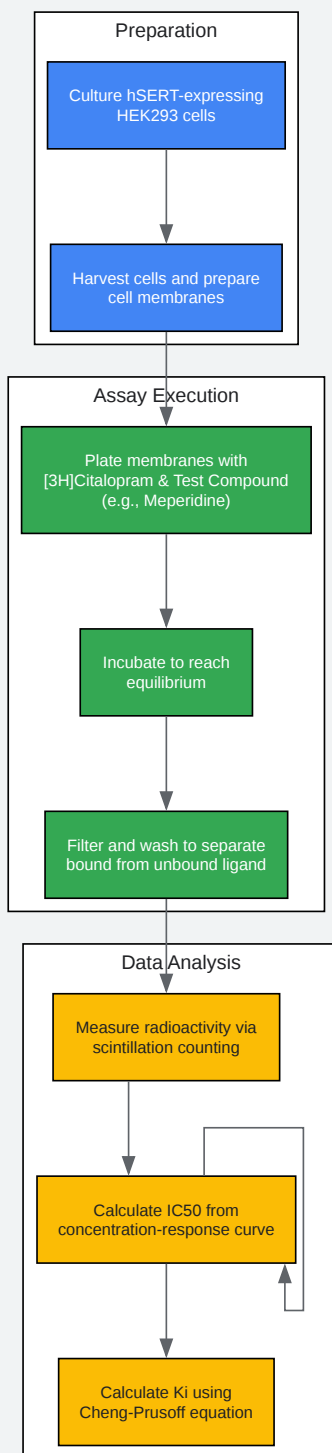 Preparation
Culture hSERT-expressing
HEK293 cells
Harvest cells and prepare
cell membranes
Assay Execution
Plate membranes with
[3H]Citalopram & Test Compound
(e.g., Meperidine)
Incubate to reach
equilibrium
Filter and wash to separate
bound from unbound ligand
Data Analysis
Measure radioactivity via
scintillation counting
Calculate IC50 from
concentration-response curve
Calculate Ki using
Cheng-Prusoff equation